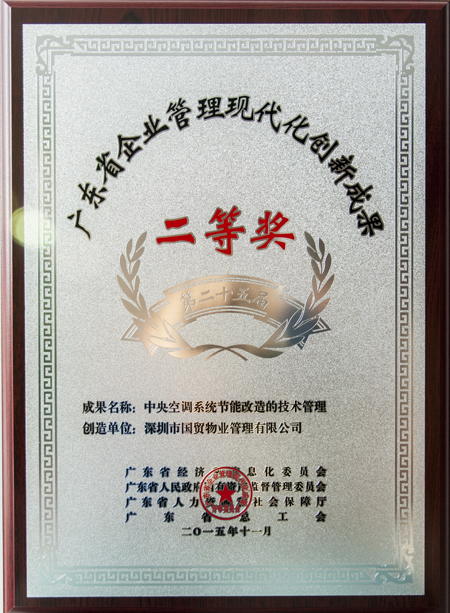 广东省企业管理现代化创新成果
二等奖
第二十五届
成果名称：中央空调系统节能改造的技术管理
创造单位：深圳市国贸物业管理有限公司
广东省经济 息化委员会
广东省人民政府 有资 监督管理委员会
广东省人力资 社会保障厅
广东省总工会
二〇一五年十一月